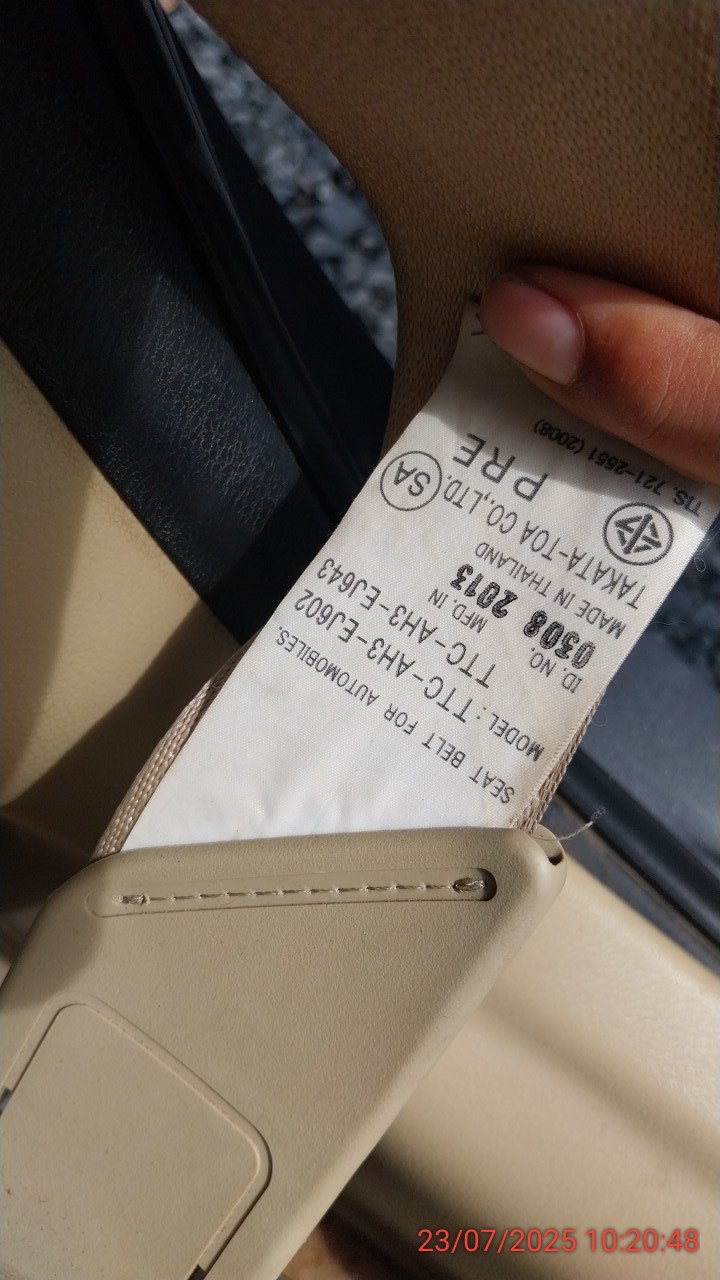 SEAT BELT FOR AUTOMOBILES.
MODEL : TTC-AH3-EJ602
TTC-AH3-EJ643
ID. NO. MFD. IN
0308 2013
MADE IN THAILAND
TAKATA-TOA CO.,LTD.
SA
PRE
TIS. 721-2551 (2008)
23/07/2025 10:20:48